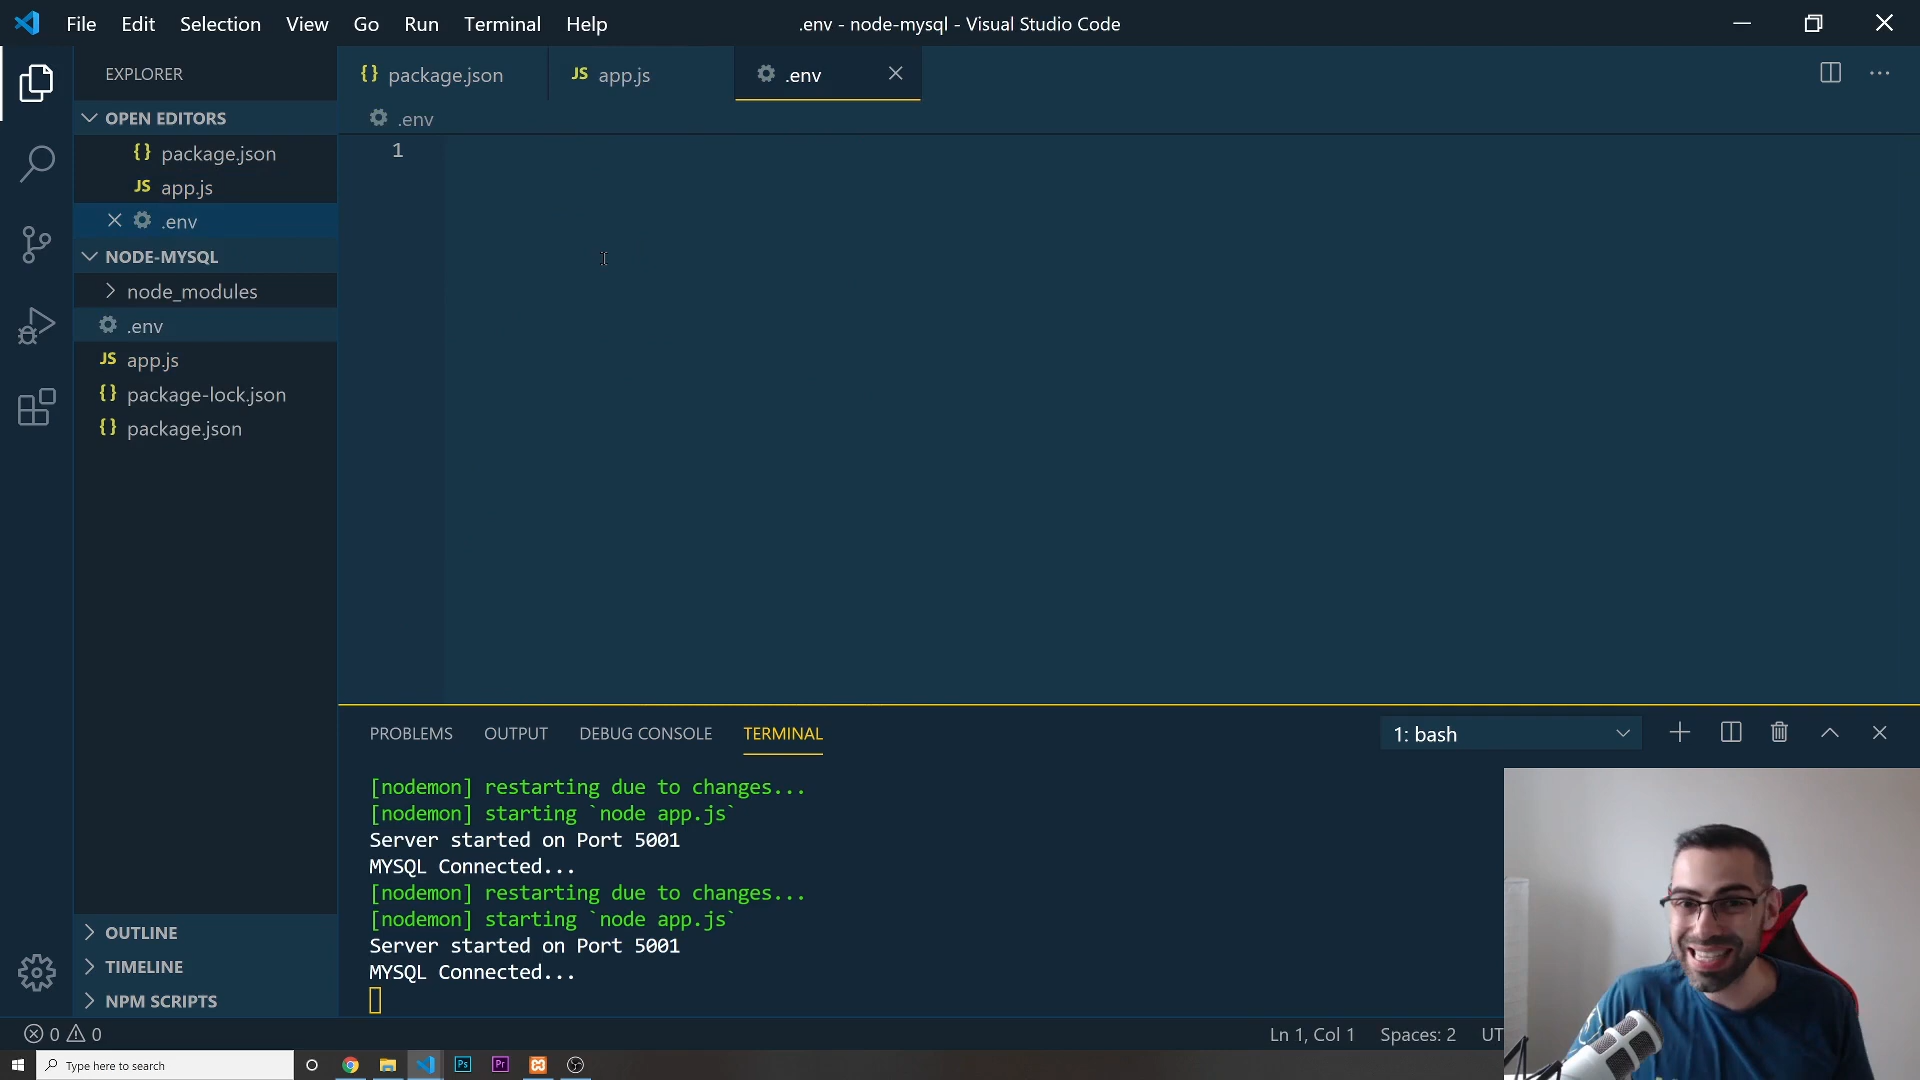 File Edit Selection View Go Run Terminal Help
.env - node-mysql - Visual Studio Code
EXPLORER
OPEN EDITORS
{} package.json
JS app.js
.env
NODE-MYSQL
node_modules
.env
JS app.js
{} package-lock.json
{} package.json
OUTLINE
TIMELINE
NPM SCRIPTS
{} package.json
JS app.js
.env
.env
1
PROBLEMS OUTPUT DEBUG CONSOLE TERMINAL
1: bash
[nodemon] restarting due to changes...
[nodemon] starting `node app.js`
Server started on Port 5001
MYSQL Connected...
[nodemon] restarting due to changes...
[nodemon] starting `node app.js`
Server started on Port 5001
MYSQL Connected...
0 0
Ln 1, Col 1 Spaces: 2 UT
Type here to search
Ps
Pr